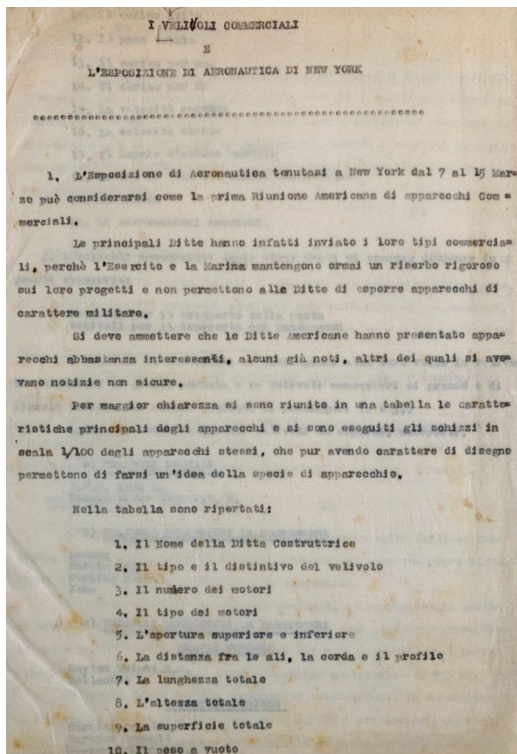 I VELIVOLI COMMERCIALI
E
L'ESPOSIZIONE DI AERONAUTICA DI NEW YORK
1. L'Esposizione di Aeronautica tenutasi a New York dal 7 al 15 Mar=
zo può considerarsi come la prima Riunione Americana di apparecchi Com =
merciali.
Le principali Ditte hanno infatti inviato i loro tipi commercia=
li, perchè l'Esercito e la Marina mantengono ormai un riserbo rigoroso
sui loro progetti e non permettono alle Ditte di esporre apparecchi di
carattere militare.
Si deve ammettere che le Ditte Americane hanno presentato appa=
recchi abbastanza interessanti, alcuni già noti, altri dei quali si ave=
vano notizie non sicure.
Per maggior chiarezza si sono riunite in una tabella le caratte=
ristiche principali degli apparecchi e si sono eseguiti gli schizzi in
scala 1/100 degli apparecchi stessi, che pur avendo carattere di disegno
permettono di farsi un'idea della specie di apparecchio.
Nella tabella sono riportati:
1. Il Nome della Ditta Costruttrice
2. Il tipo e il distintivo del velivolo
3. Il numero dei motori
4. Il tipo dei motori
5. L'apertura superiore e inferiore
6. La distanza fra le ali, la corda e il profilo
7. La lunghezza totale
8. L'altezza totale
9. La superficie totale
10. Il peso a vuoto